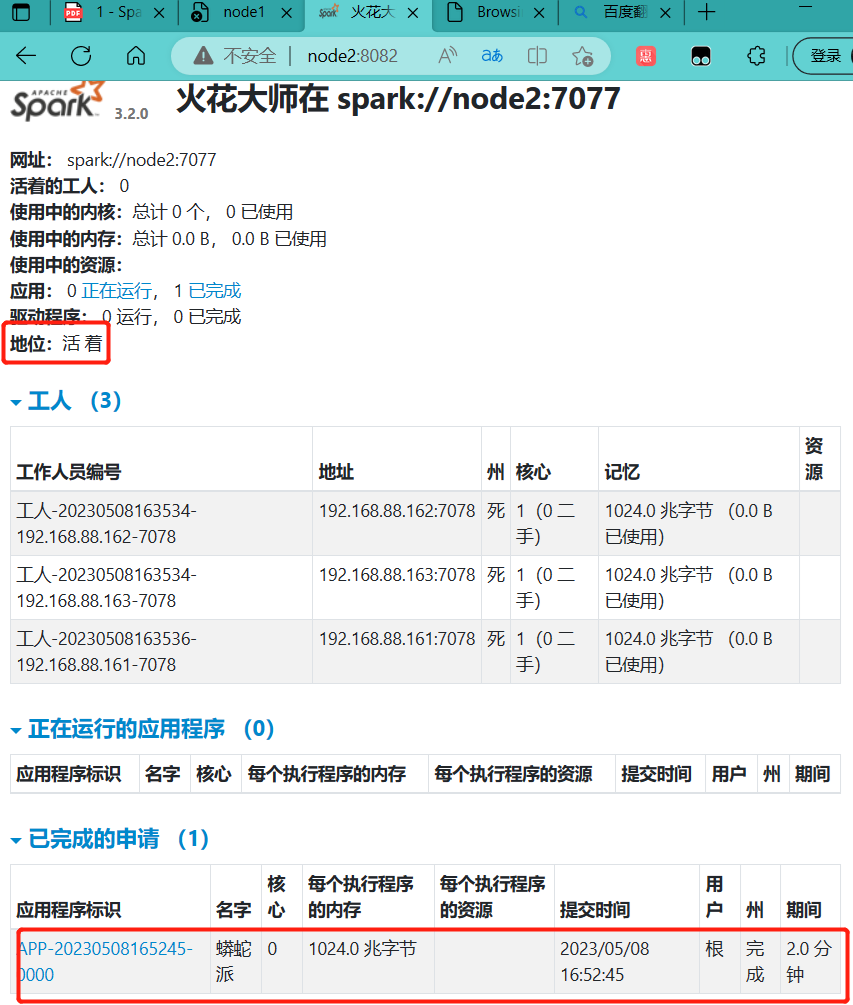 1 - Spa
node1
火花大
Browsi
百度翻
不安全 node2:8082 登录
APACHE Spark 3.2.0 火花大师在 spark://node2:7077
网址： spark://node2:7077
活着的工人： 0
使用中的内核：总计 0 个， 0 已使用
使用中的内存：总计 0.0 B， 0.0 B 已使用
使用中的资源：
应用： 0 正在运行， 1 已完成
驱动程序： 0 运行， 0 已完成
地位：活着
工人 （3）
工作人员编号 地址 州 核心 记忆 资源
工人-20230508163534-192.168.88.162-7078 192.168.88.162:7078 死 1（0 二手） 1024.0 兆字节 （0.0 B 已使用）
工人-20230508163534-192.168.88.163-7078 192.168.88.163:7078 死 1（0 二手） 1024.0 兆字节 （0.0 B 已使用）
工人-20230508163536-192.168.88.161-7078 192.168.88.161:7078 死 1（0 二手） 1024.0 兆字节 （0.0 B 已使用）
正在运行的应用程序 （0）
应用程序标识 名字 核心 每个执行程序的内存 每个执行程序的资源 提交时间 用户 州 期间
已完成的申请 （1）
应用程序标识 名字 核心 每个执行程序的内存 每个执行程序的资源 提交时间 用户 州 期间
APP-20230508165245-0000 蟒蛇派 0 1024.0 兆字节 2023/05/08 16:52:45 根 完成 2.0 分钟